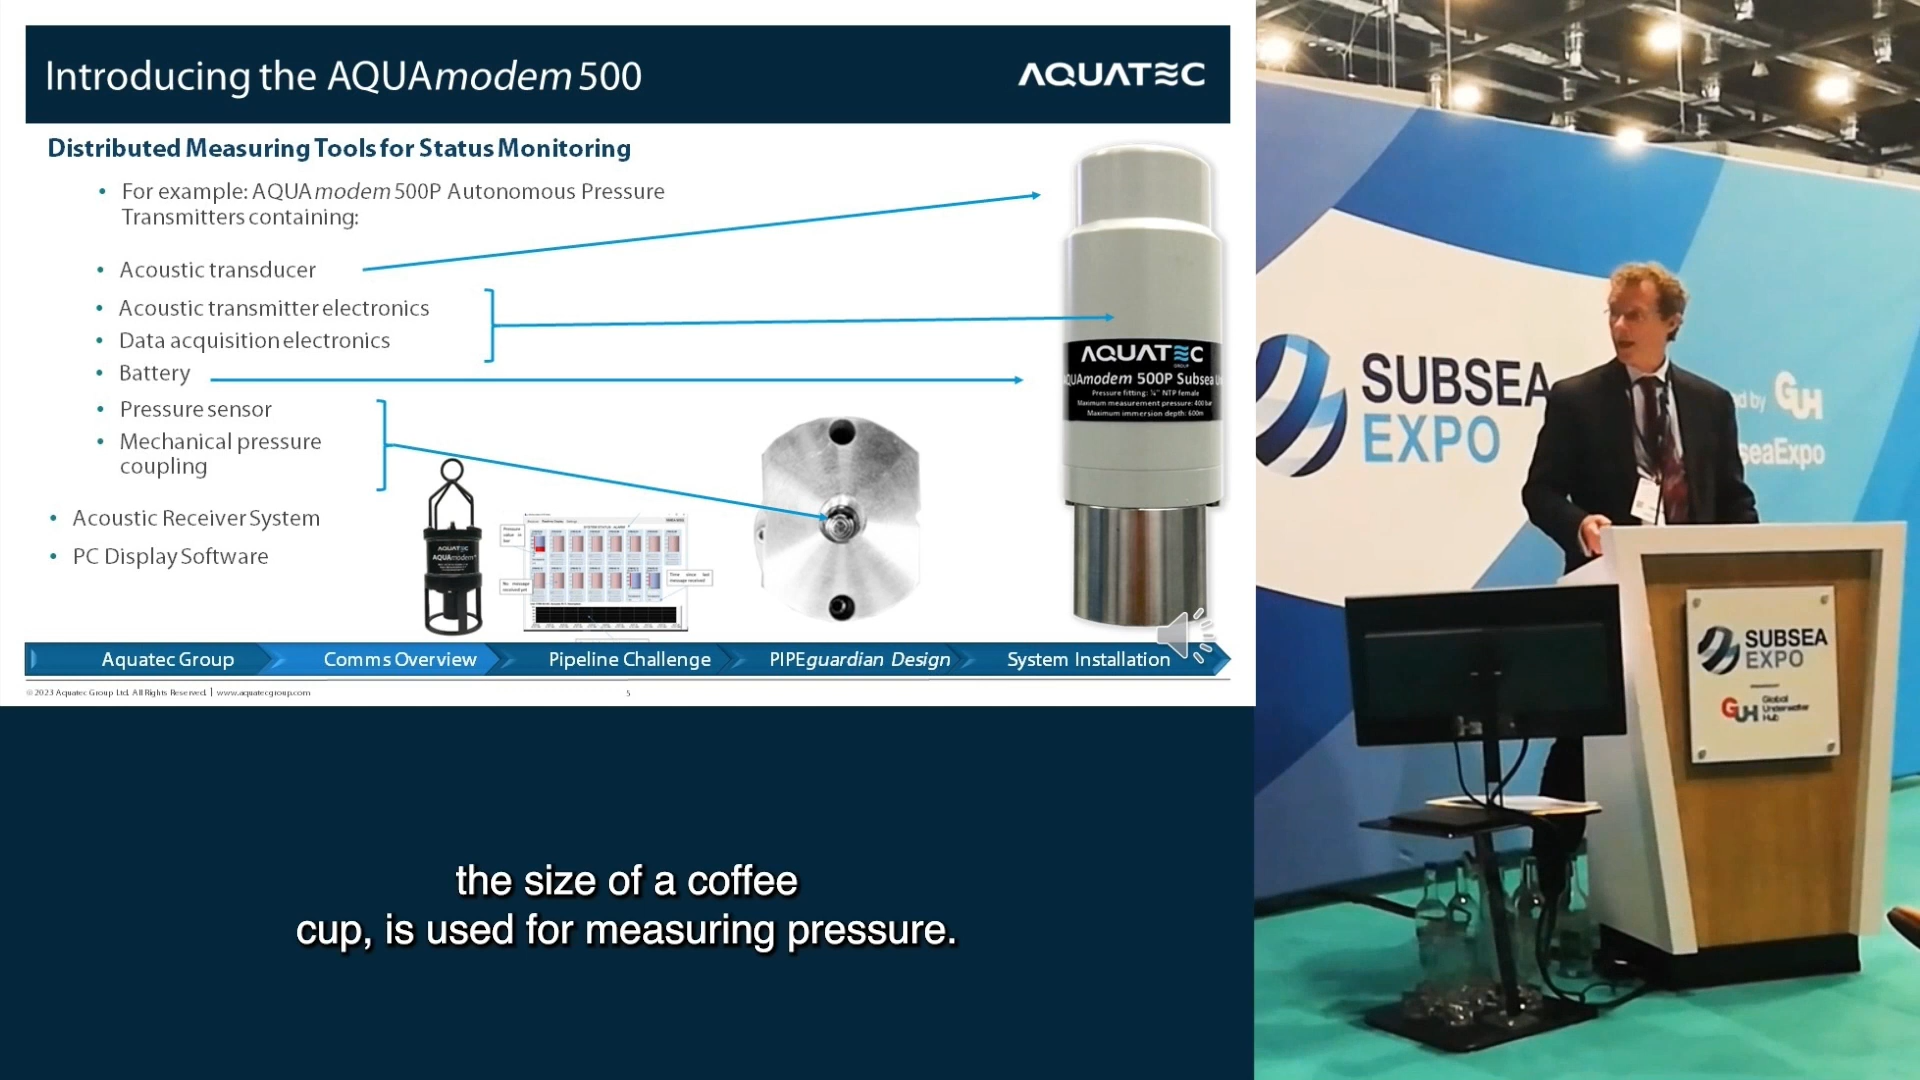 Introducing the AQUAmodem 500
AQUATEC
Distributed Measuring Tools for Status Monitoring
• For example: AQUAmodem 500P Autonomous Pressure
Transmitters containing:
• Acoustic transducer
• Acoustic transmitter electronics
• Data acquisition electronics
• Battery
• Pressure sensor
• Mechanical pressure
coupling
• Acoustic Receiver System
• PC Display Software
AQUATEC
AQUAmodem
AQUATEC
GROUP
AQUAmodem 500P Subsea U
Pressure fitting: ¼" NTP female
Maximum measurement pressure: 400 bar
Maximum immersion depth: 600m
Aquatec Group
Comms Overview
Pipeline Challenge
PIPEguardian Design
System Installation
© 2023 Aquatec Group Ltd. All Rights Reserved. | www.aquatecgroup.com
5
the size of a coffee
cup, is used for measuring pressure.
SUBSEA
EXPO
d by GUH
seaExpo
SUBSEA
EXPO
GUH Global
Underwater
Hub